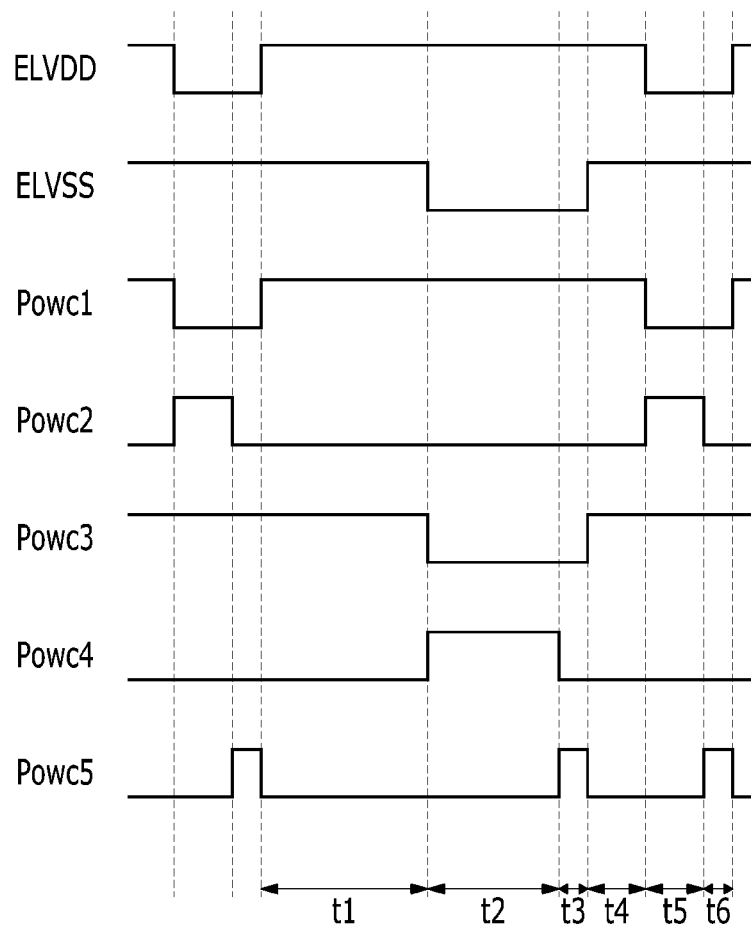 ELVDD
ELVSS
Powc1
Powc2
Powc3
Powc4
Powc5
t1 t2 t3 t4 t5 t6